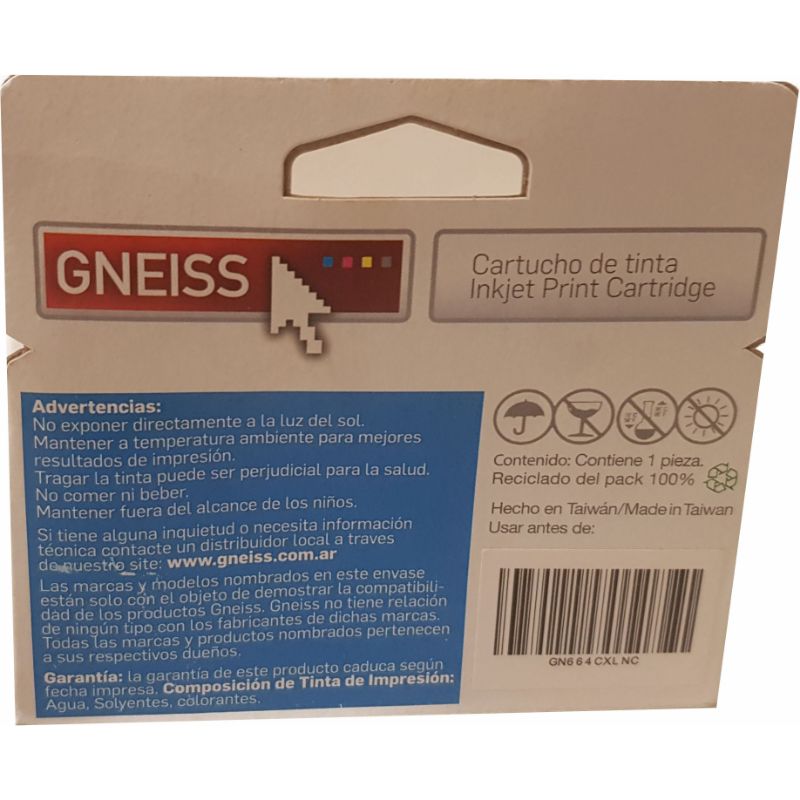 GNEISS
Cartucho de tinta
Inkjet Print Cartridge
Advertencias:
No exponer directamente a la luz del sol.
Mantener a temperatura ambiente para mejores
resultados de impresión.
Tragar la tinta puede ser perjudicial para la salud.
No comer ni beber.
Mantener fuera del alcance de los niños.
Si tiene alguna inquietud o necesita información
técnica contacte un distribuidor local a traves
de nuestro site: www.gneiss.com.ar
Las marcas y modelos nombrados en este envase
están solo con el objeto de demostrar la compatibili-
dad de los productos Gneiss. Gneiss no tiene relación
de ningún tipo con los fabricantes de dichas marcas.
Todas las marcas y productos nombrados pertenecen
a sus respectivos dueños.
Garantía: la garantía de este producto caduca según
fecha impresa. Composición de Tinta de Impresión:
Agua, Solventes, colorantes.
Contenido: Contiene 1 pieza.
Reciclado del pack 100%
Hecho en Taiwán/Made in Taiwan
Usar antes de:
GN664CXL NC